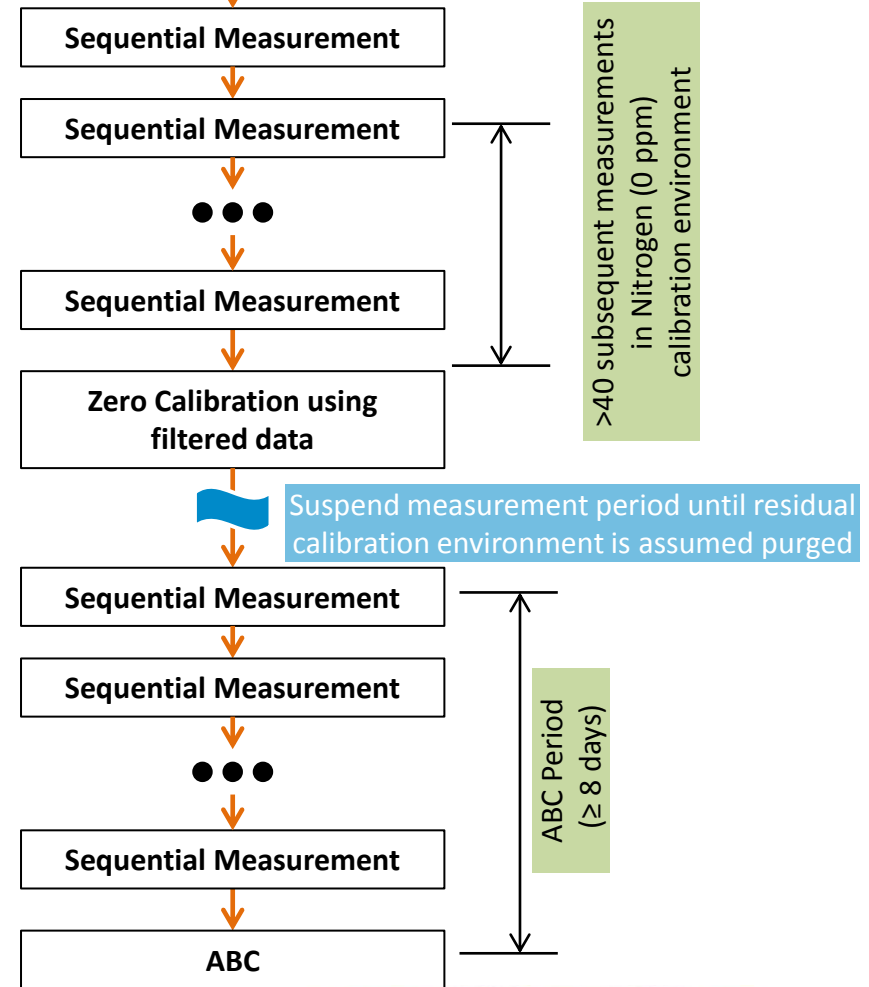 Sequential Measurement
Sequential Measurement
>40 subsequent measurements
in Nitrogen (0 ppm)
calibration environment
Sequential Measurement
Zero Calibration using
filtered data
Suspend measurement period until residual
calibration environment is assumed purged
Sequential Measurement
Sequential Measurement
ABC Period
(≥ 8 days)
Sequential Measurement
ABC